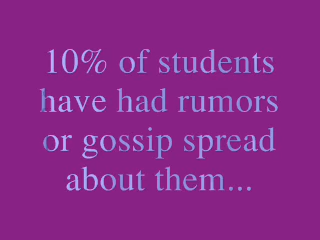 10% of students
have had rumors
or gossip spread
about them...